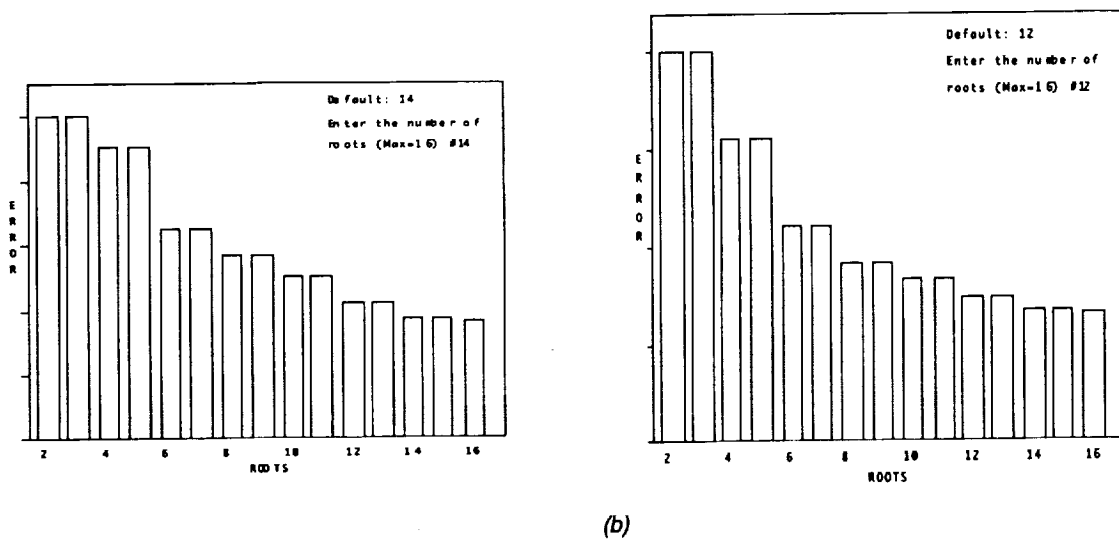 Default: 14
Enter the number of
roots (Max=16) #14
ERROR
2 4 6 8 10 12 14 16
ROOTS
Default: 12
Enter the number of
roots (Max=16) #12
ERROR
2 4 6 8 10 12 14 16
ROOTS
(b)